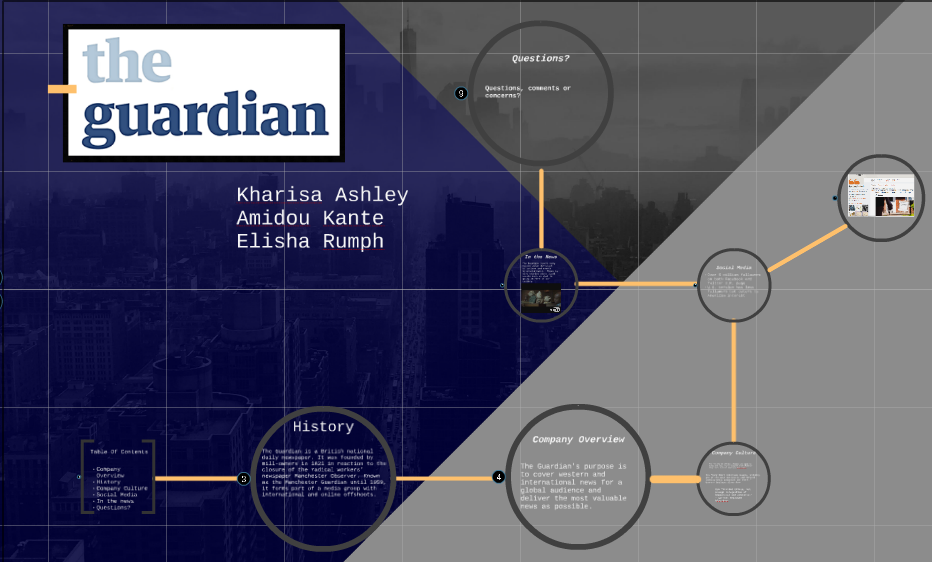 the
guardian
Kharisa Ashley
Amidou Kante
Elisha Rumph
Questions?
9
Questions, comments or
concerns?
In the News
Social Media
Table Of Contents
- Company
Overview
- History
- Company Culture
- Social Media
- In the news
- Questions?
3
History
The Guardian is a British national
daily newspaper. It was founded by
mill-owners in 1821 in reaction to the
closure of the radical workers'
newspaper Manchester Observer. Known
as the Manchester Guardian until 1959,
it forms part of a media group with
international and online offshoots.
4
Company Overview
The Guardian's purpose is
to cover western and
international news for a
global audience and
deliver the most valuable
news as possible.
Company Culture